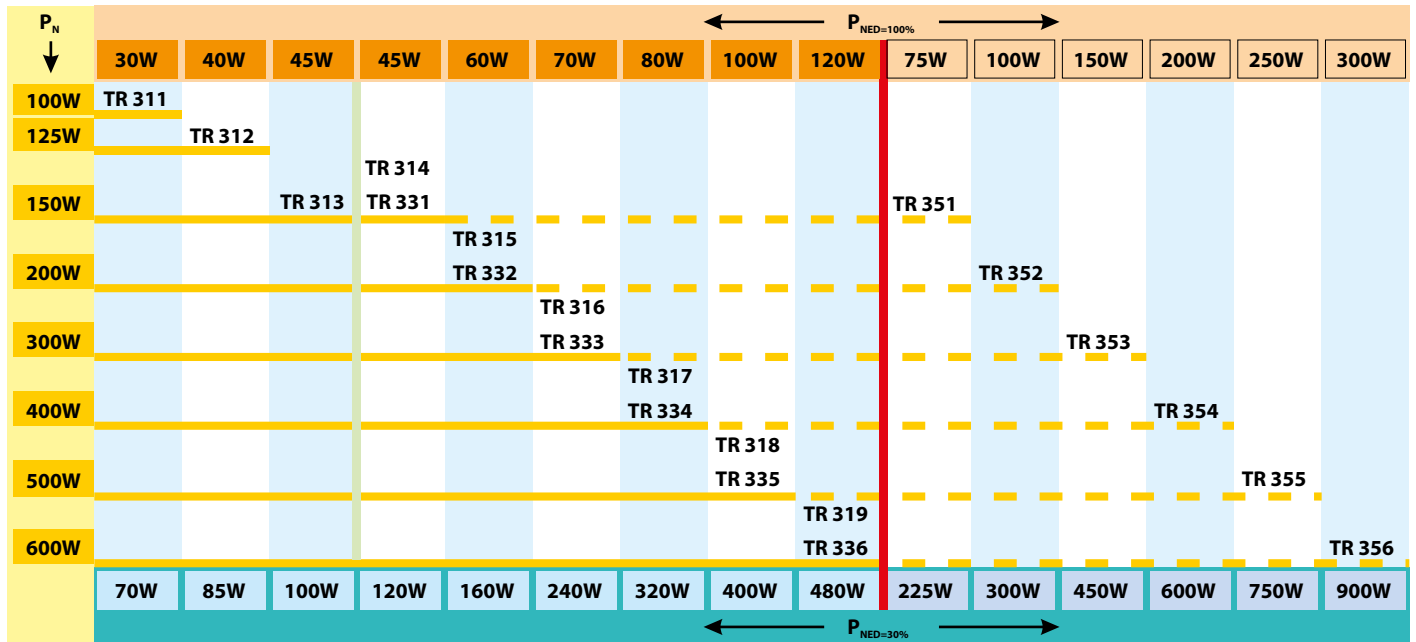 P_N P_NED=100%
30W 40W 45W 45W 60W 70W 80W 100W 120W 75W 100W 150W 200W 250W 300W
100W TR 311
125W TR 312
TR 314
150W TR 313 TR 331 TR 351
TR 315
200W TR 332 TR 352
TR 316
300W TR 333 TR 353
TR 317
400W TR 334 TR 354
TR 318
500W TR 335 TR 355
TR 319
600W TR 336 TR 356
70W 85W 100W 120W 160W 240W 320W 400W 480W 225W 300W 450W 600W 750W 900W
P_NED=30%